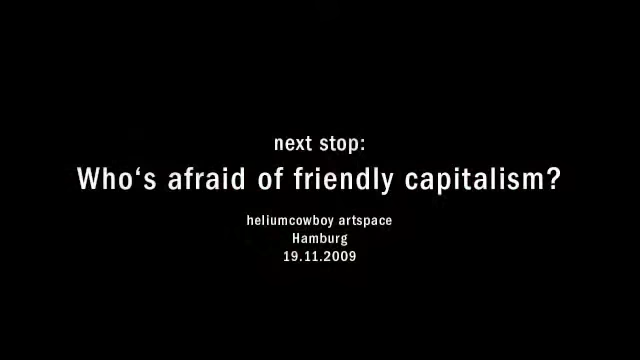 next stop:
Who‘s afraid of friendly capitalism?
heliumcowboy artspace
Hamburg
19.11.2009